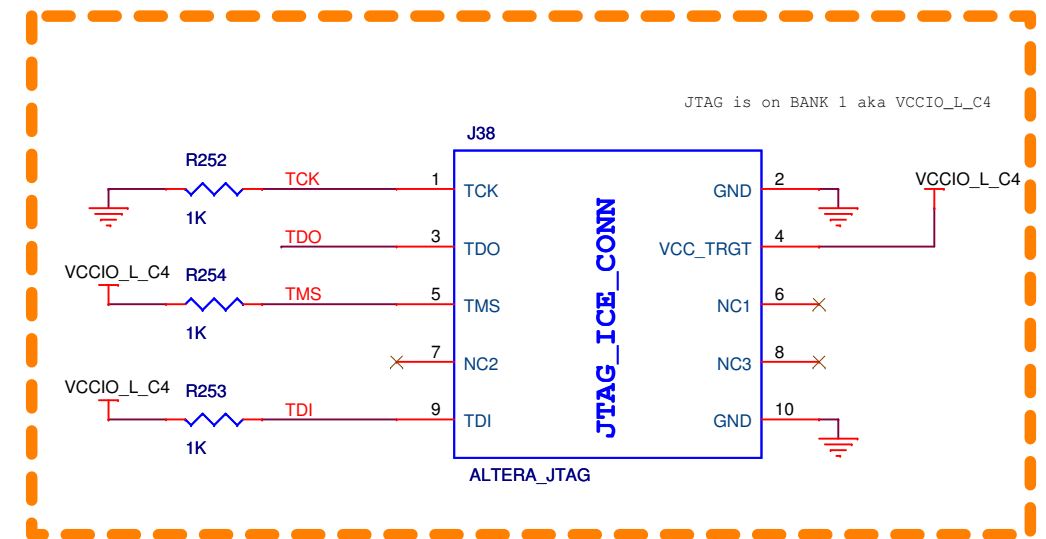 JTAG is on BANK 1 aka VCCIO_L_C4
J38
R252
TCK
1
TCK
GND
2
VCCIO_L_C4
1K
TDO
3
TDO
VCC_TRGT
4
VCCIO_L_C4
R254
TMS
5
TMS
NC1
6
1K
7
NC2
NC3
8
VCCIO_L_C4
R253
TDI
9
TDI
GND
10
1K
JTAG_ICE_CONN
ALTERA_JTAG